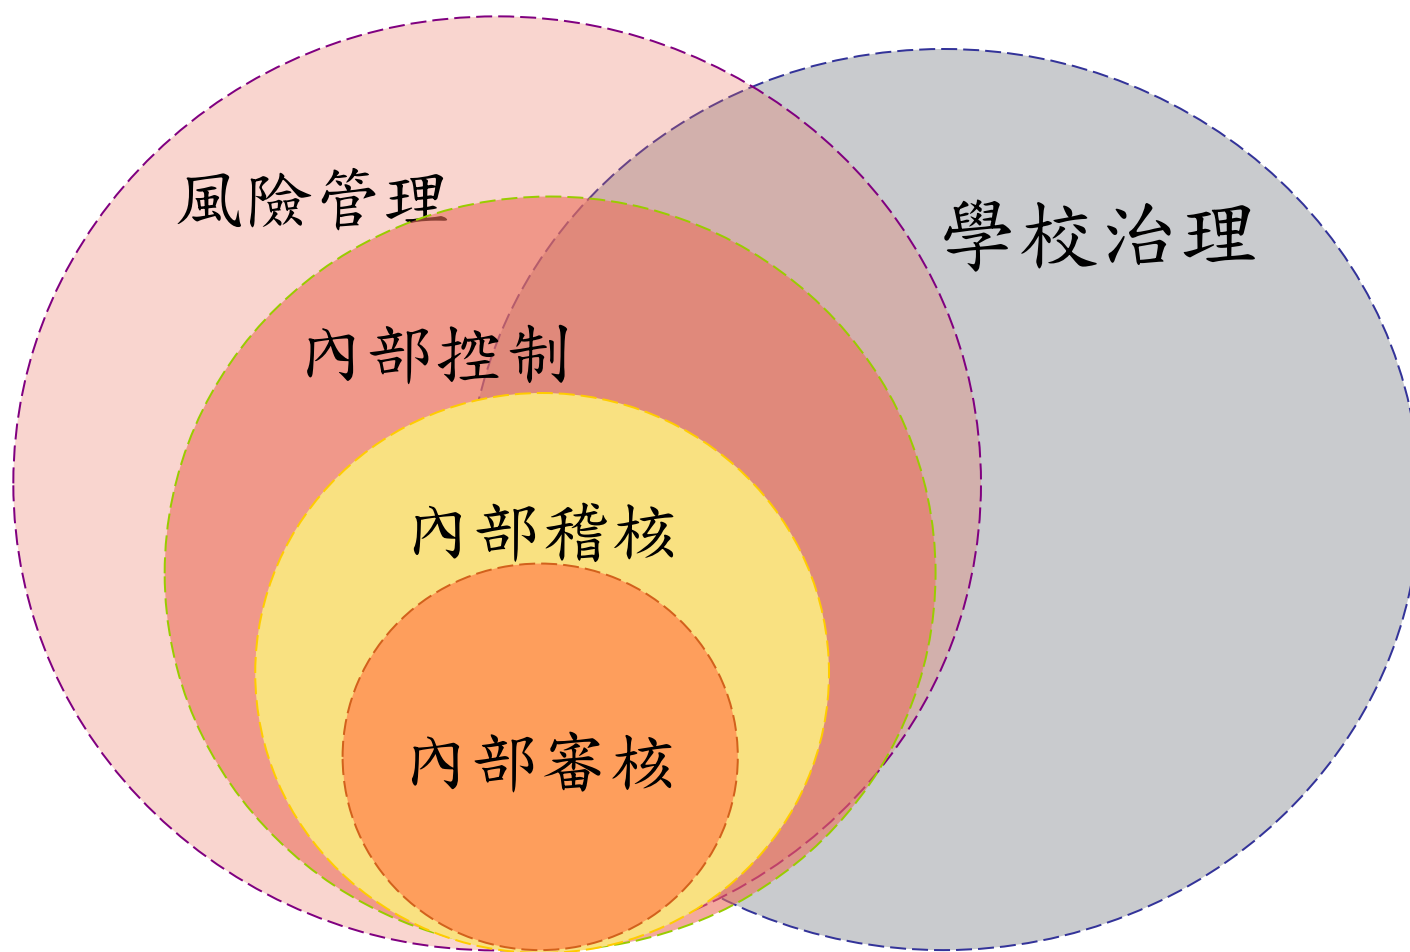 風險管理
學校治理
內部控制
內部稽核
內部審核